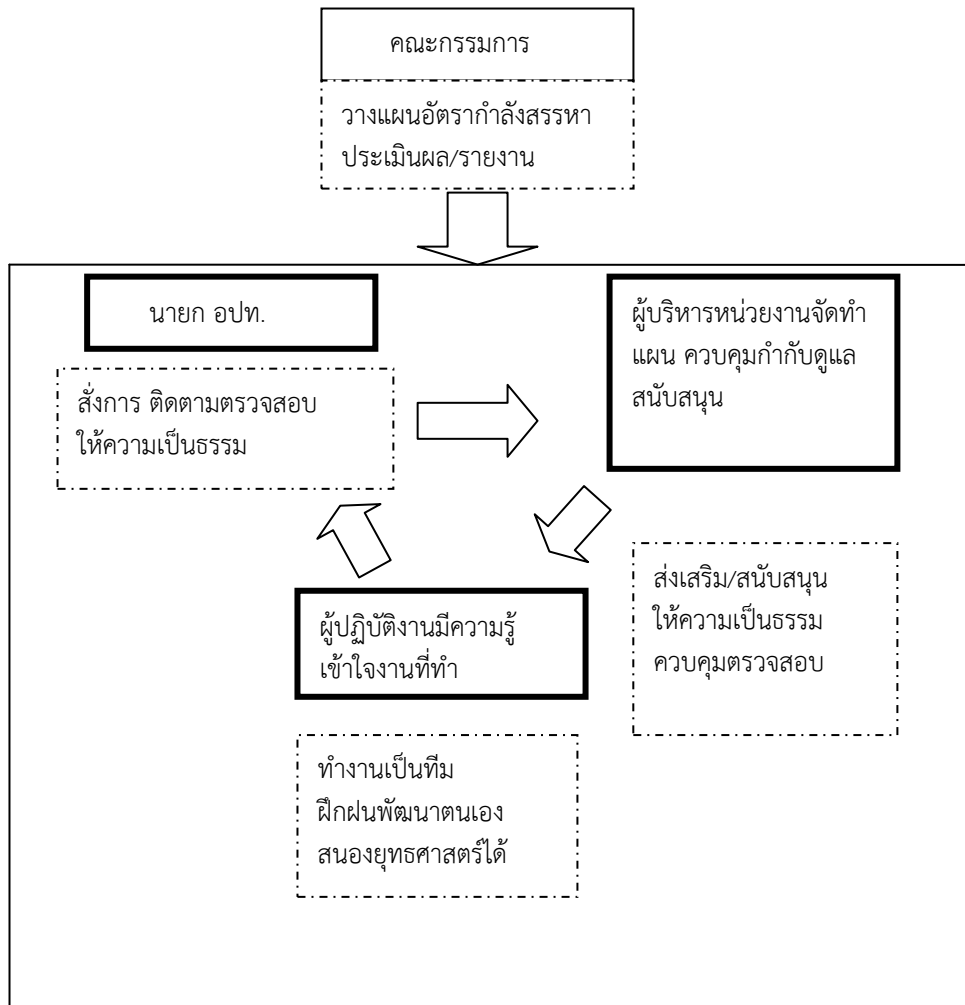 คณะกรรมการ
วางแผนอัตรากำลังสรรหา
ประเมินผล/รายงาน
นายก อปท.
สั่งการ ติดตามตรวจสอบ
ให้ความเป็นธรรม
ผู้บริหารหน่วยงานจัดทำ
แผน ควบคุมกำกับดูแล
สนับสนุน
ส่งเสริม/สนับสนุน
ให้ความเป็นธรรม
ควบคุมตรวจสอบ
ผู้ปฏิบัติงานมีความรู้
เข้าใจงานที่ทำ
ทำงานเป็นทีม
ฝึกฝนพัฒนาตนเอง
สนองยุทธศาสตร์ได้